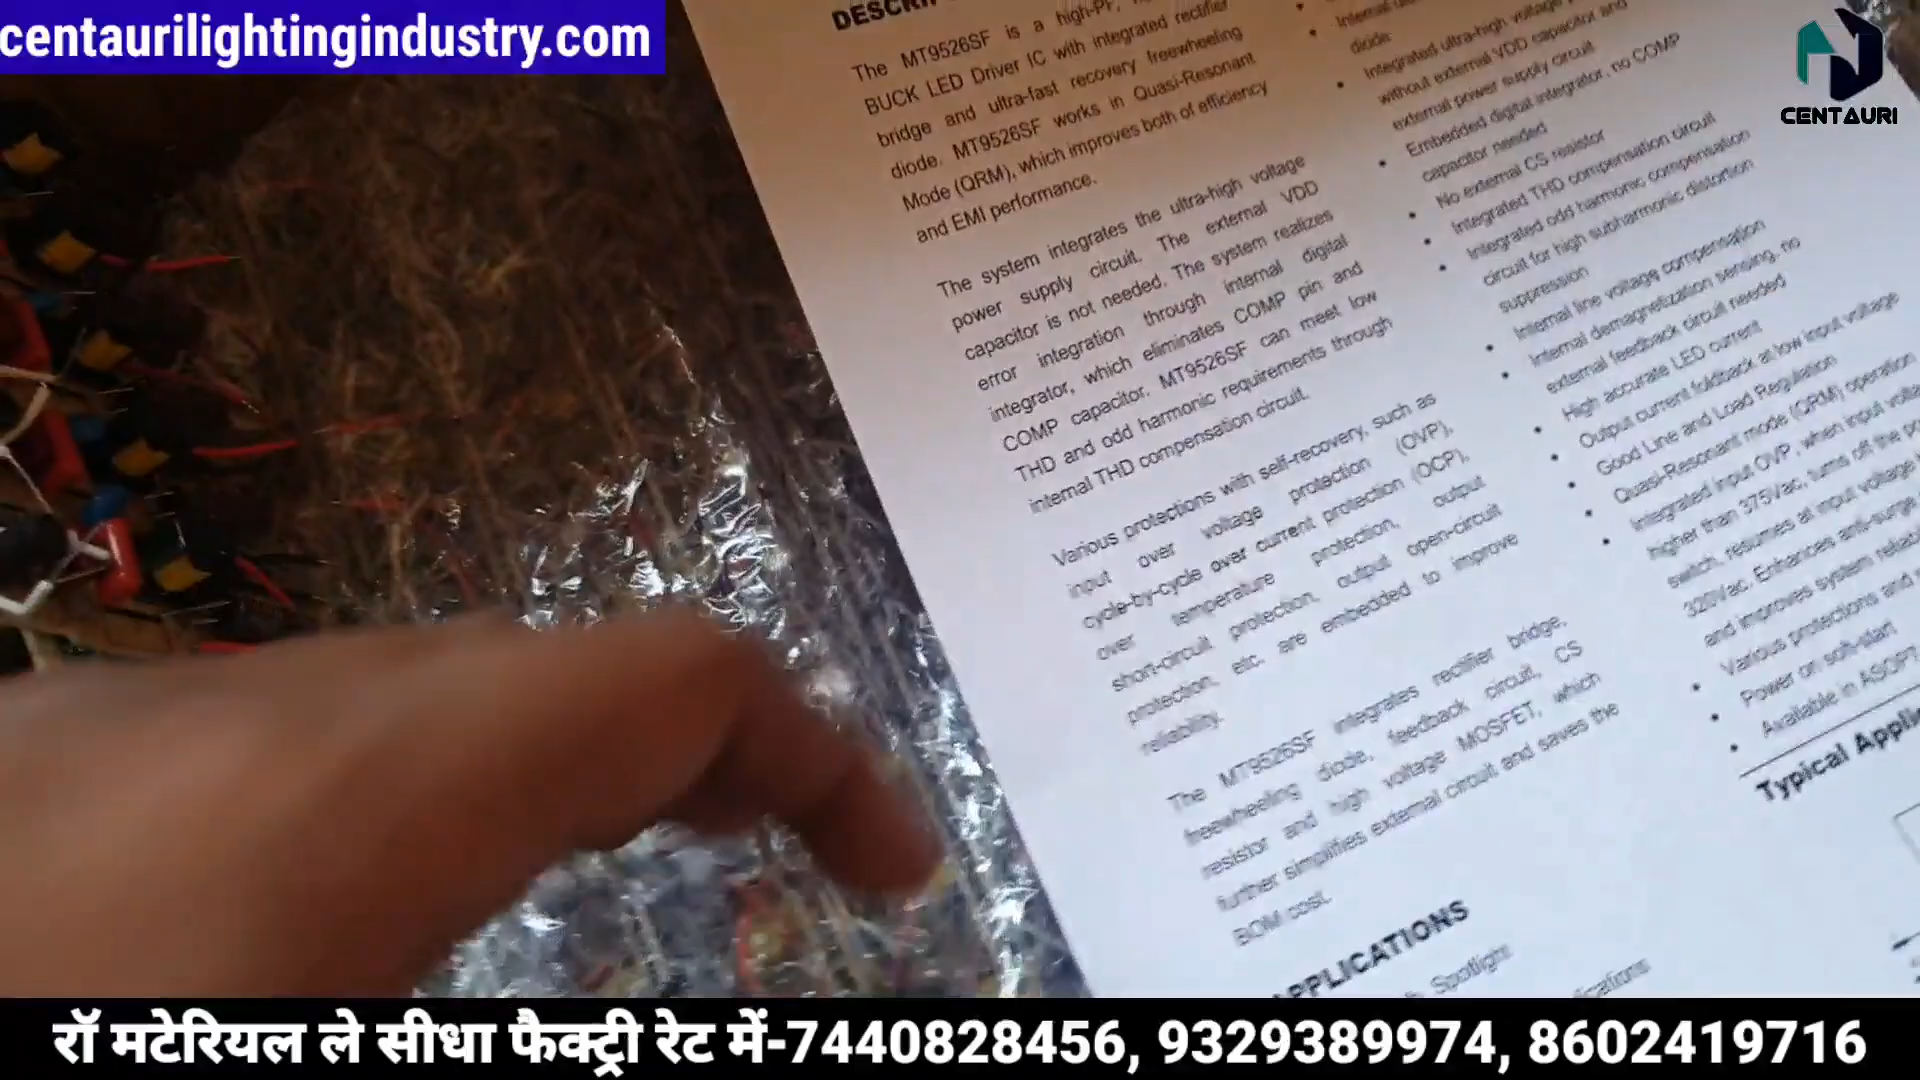 centaurilightingindustry.com
CENTAURI
The MT9526SF is a high-PF,
BUCK LED Driver IC with integrated rectifier
bridge and ultra-fast recovery freewheeling
diode. MT9526SF works in Quasi-Resonant
Mode (QRM), which improves both of efficiency
and EMI performance.
The system integrates the ultra-high voltage
power supply circuit. The external VDD
capacitor is not needed. The system realizes
error integration through internal digital
integrator, which eliminates COMP pin and
COMP capacitor. MT9526SF can meet low
THD and odd harmonic requirements through
internal THD compensation circuit.
Various protections with self-recovery, such as
input over voltage protection (OVP),
cycle-by-cycle over current protection (OCP),
over temperature protection, output
short-circuit protection, output open-circuit
protection, etc. are embedded to improve
reliability.
The MT9526SF integrates rectifier bridge,
freewheeling diode, feedback circuit, CS
resistor and high voltage MOSFET, which
further simplifies external circuit and saves the
BOM cost.
APPLICATIONS
Spotlight
diode
Integrated ultra-high voltage
without external VDD capacitor and
external power supply circuit
Embedded digital integrator, no COMP
capacitor needed
No external CS resistor
Integrated THD compensation circuit
Integrated odd harmonic compensation
circuit for high subharmonic distortion
suppression
Internal line voltage compensation
Internal demagnetization sensing, no
external feedback circuit needed
High accurate LED current
Output current foldback at low input voltage
Good Line and Load Regulation
Quasi-Resonant mode (QRM) operation
Integrated input OVP, when input
higher than 375Vac, turns off the
switch, resumes at input voltage
320Vac. Enhances anti-surge
and improves system
Various protections and
Power on soft-start
Available in
Typical
रॉ मटेरियल ले सीधा फैक्ट्री रेट में-7440828456, 9329389974, 8602419716